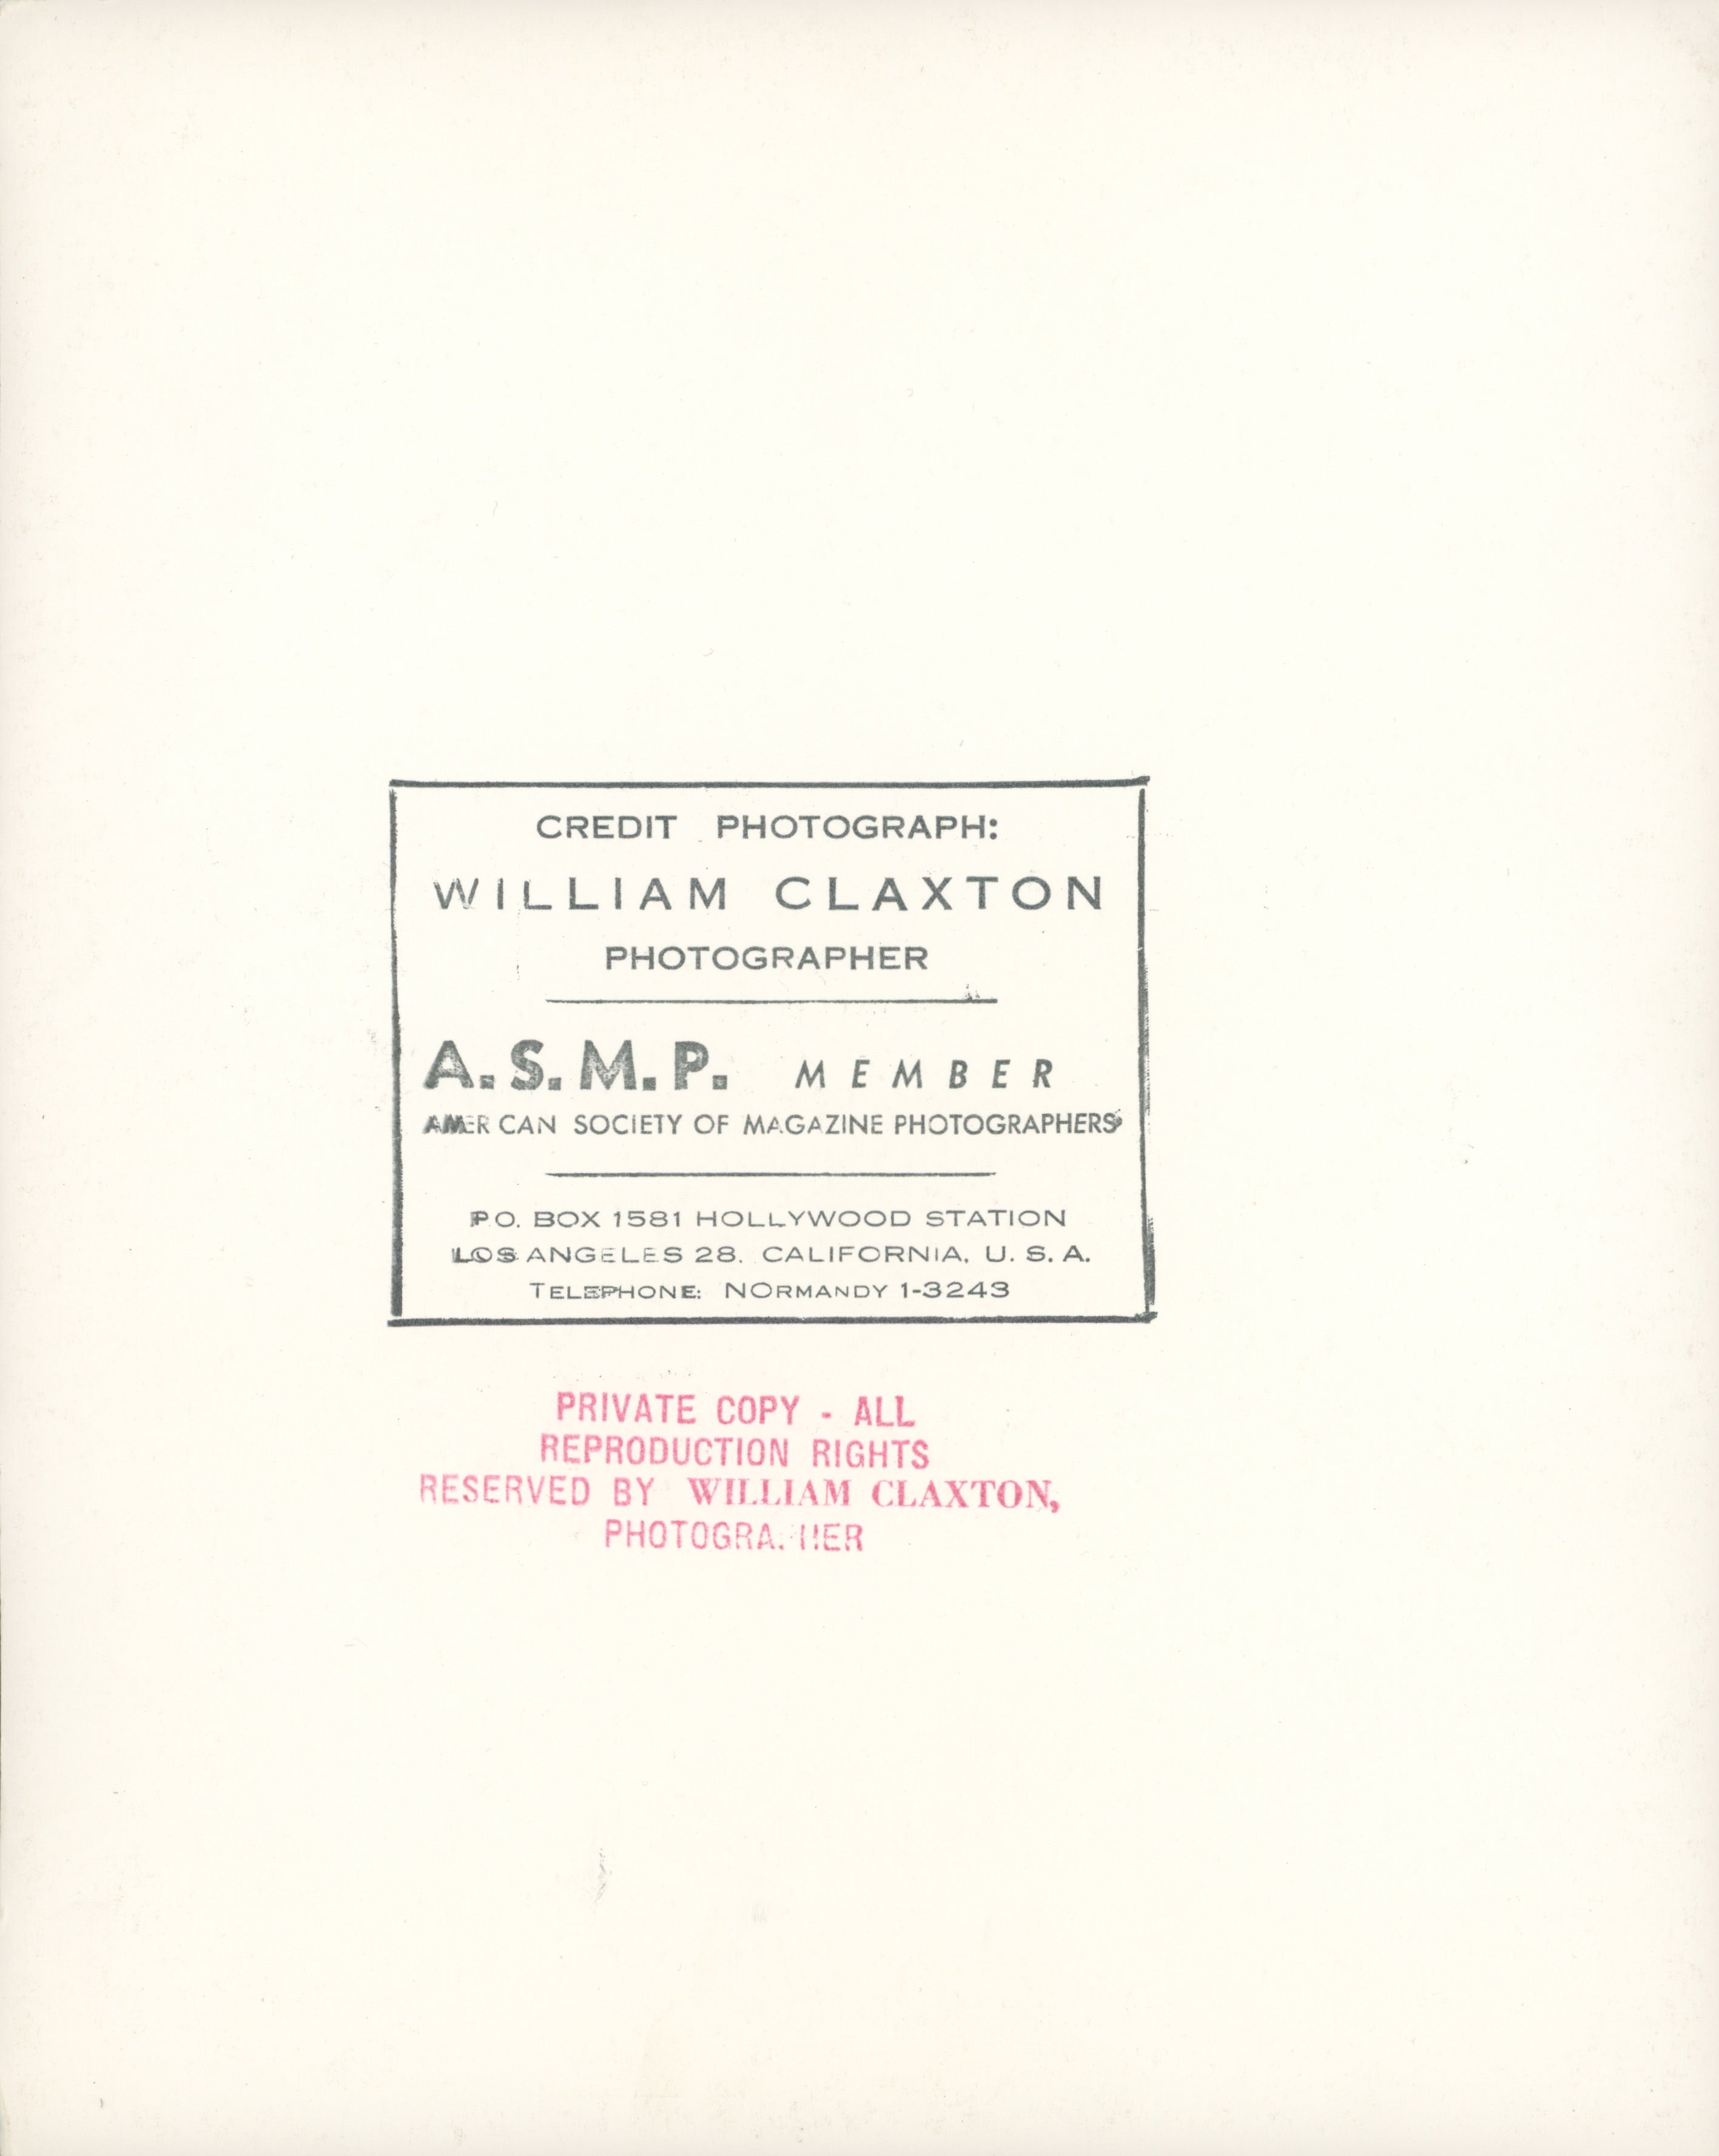 CREDIT PHOTOGRAPH:
WILLIAM CLAXTON
PHOTOGRAPHER
A.S.M.P. MEMBER
AMERICAN SOCIETY OF MAGAZINE PHOTOGRAPHERS
P.O. BOX 1581 HOLLYWOOD STATION
LOS ANGELES 28, CALIFORNIA, U. S. A.
TELEPHONE: NORMANDY 1-3243
PRIVATE COPY - ALL
REPRODUCTION RIGHTS
RESERVED BY WILLIAM CLAXTON,
PHOTOGRAPHER